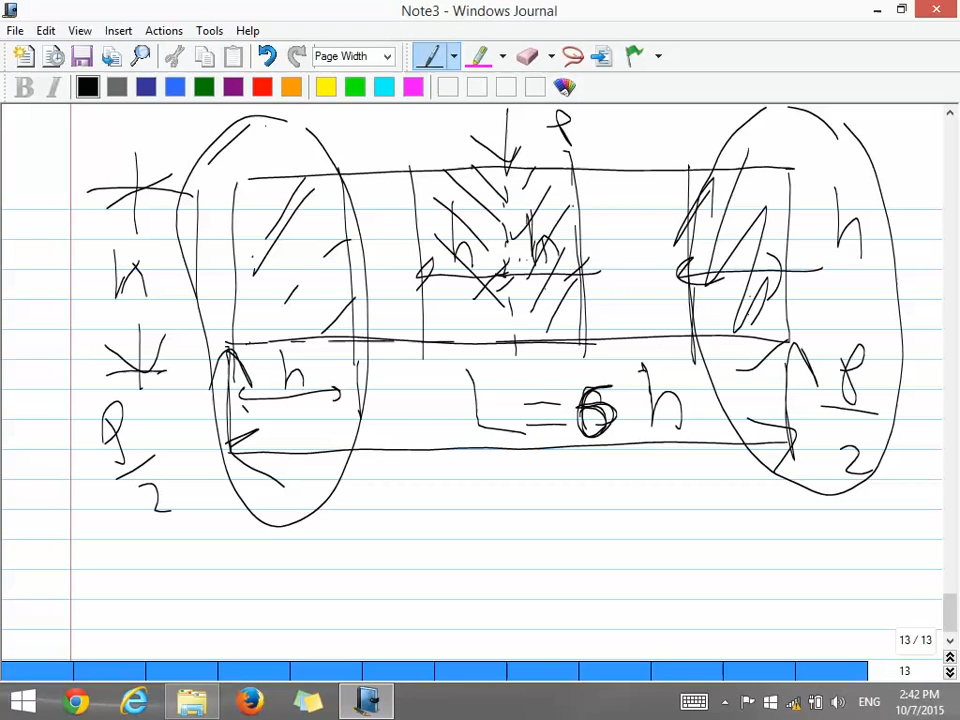 Note3 - Windows Journal
File Edit View Insert Actions Tools Help
Page Width
B I
P
h
h h h
h
L = 5 h
P
2
P
2
13 / 13
13
ENG
2:42 PM
10/7/2015